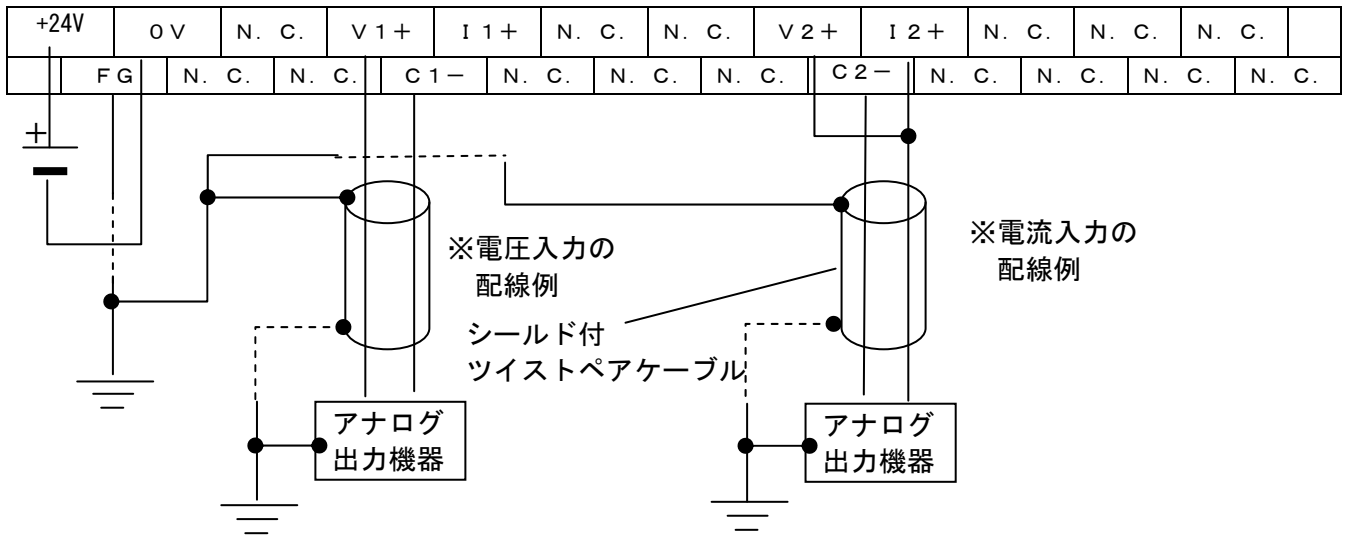 +24V 0V N. C. V1+ I1+ N. C. N. C. V2+ I2+ N. C. N. C. N. C.
FG N. C. N. C. C1− N. C. N. C. N. C. C2− N. C. N. C. N. C. N. C.
+
※電圧入力の
配線例
※電流入力の
配線例
シールド付
ツイストペアケーブル
アナログ
出力機器
アナログ
出力機器